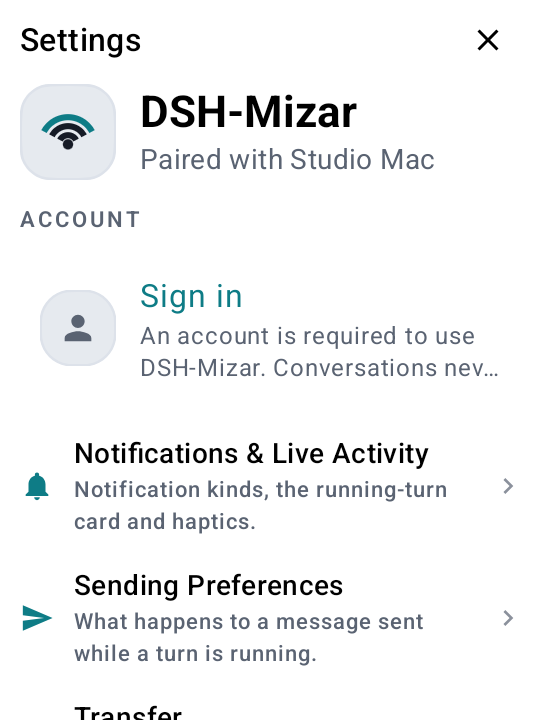 Settings
DSH-Mizar
Paired with Studio Mac
ACCOUNT
Sign in
An account is required to use
DSH-Mizar. Conversations nev…
Notifications & Live Activity
Notification kinds, the running-turn
card and haptics.
Sending Preferences
What happens to a message sent
while a turn is running.
Transfer